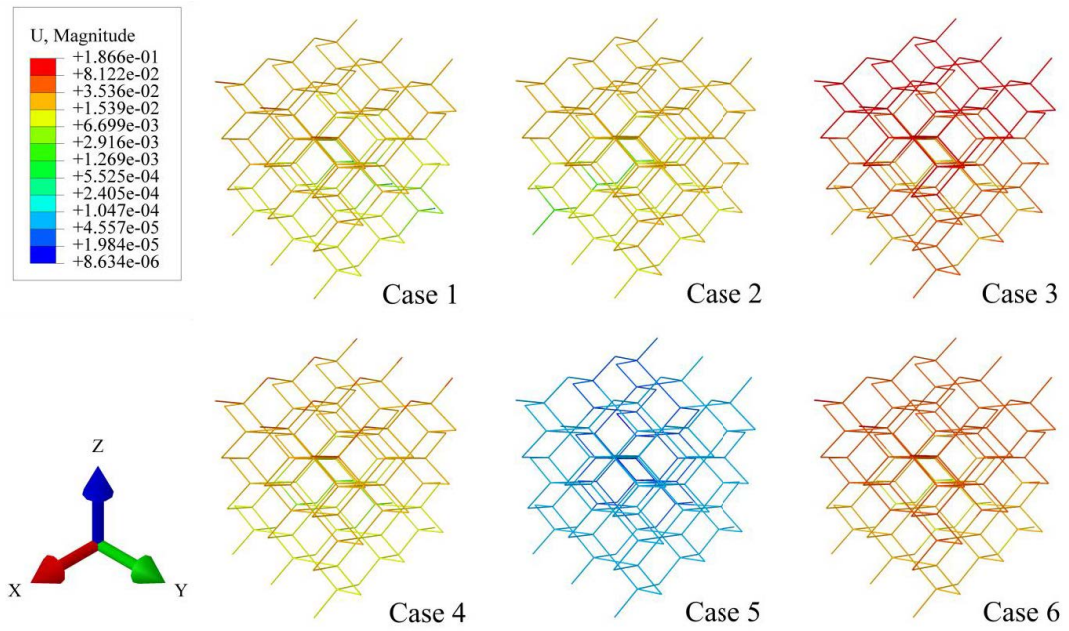 U, Magnitude
+1.866e-01
+8.122e-02
+3.536e-02
+1.539e-02
+6.699e-03
+2.916e-03
+1.269e-03
+5.525e-04
+2.405e-04
+1.047e-04
+4.557e-05
+1.984e-05
+8.634e-06
Case 1
Case 2
Case 3
Z
X
Y
Case 4
Case 5
Case 6